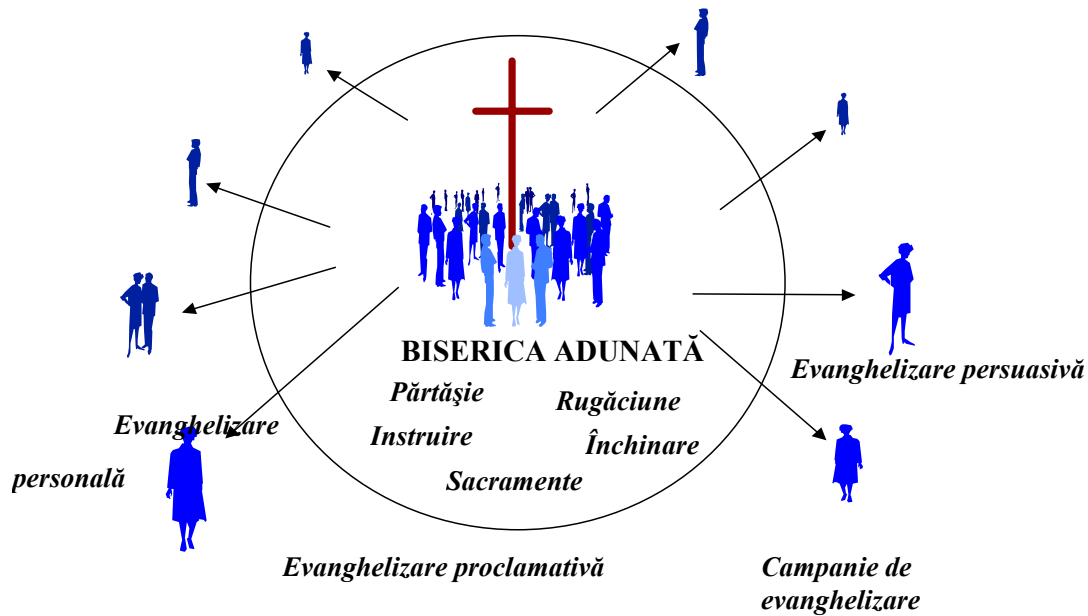 BISERICA ADUNATĂ
Părtăşie
Rugăciune
Instruire
Închinare
Sacramente
Evanghelizare persuasivă
Evanghelizare
personală
Evanghelizare proclamativă
Campanie de
evanghelizare